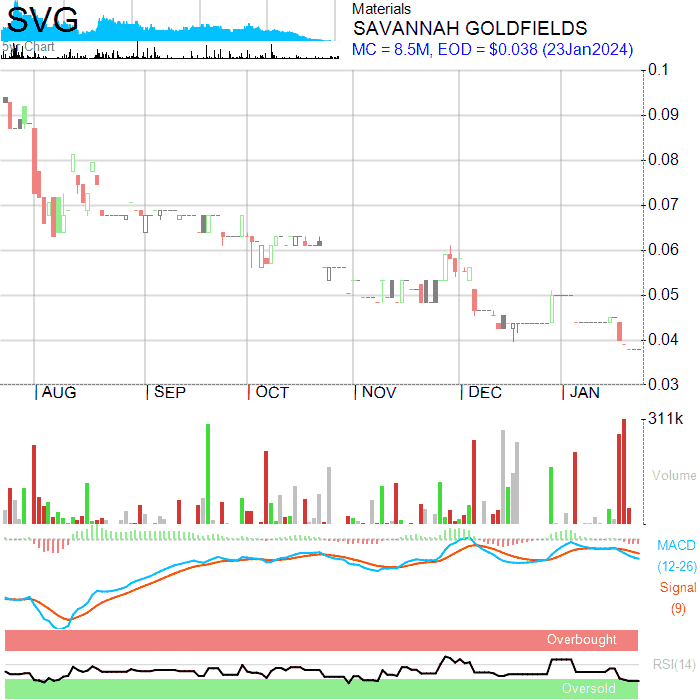 SVG
5yr Chart
Materials
SAVANNAH GOLDFIELDS
MC = 8.5M, EOD = $0.038 (23Jan2024)
0.1
0.09
0.08
0.07
0.06
0.05
0.04
0.03
AUG SEP OCT NOV DEC JAN
311k
Volume
MACD
(12-26)
Signal
(9)
Overbought
RSI(14)
Oversold